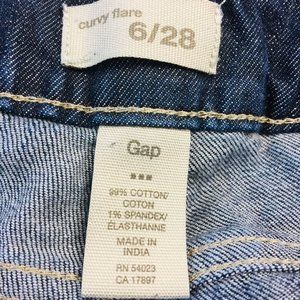 curvy flare
6/28
Gap
***
99% COTTON/
COTON
1% SPANDEX/
ÉLASTHANNE
MADE IN
INDIA
RN 54023
CA 17897